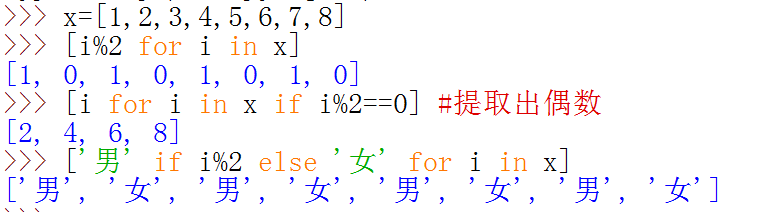 >>> x=[1,2,3,4,5,6,7,8]
>>> [i%2 for i in x]
[1, 0, 1, 0, 1, 0, 1, 0]
>>> [i for i in x if i%2==0] #提取出偶数
[2, 4, 6, 8]
>>> ['男' if i%2 else '女' for i in x]
['男', '女', '男', '女', '男', '女', '男', '女']